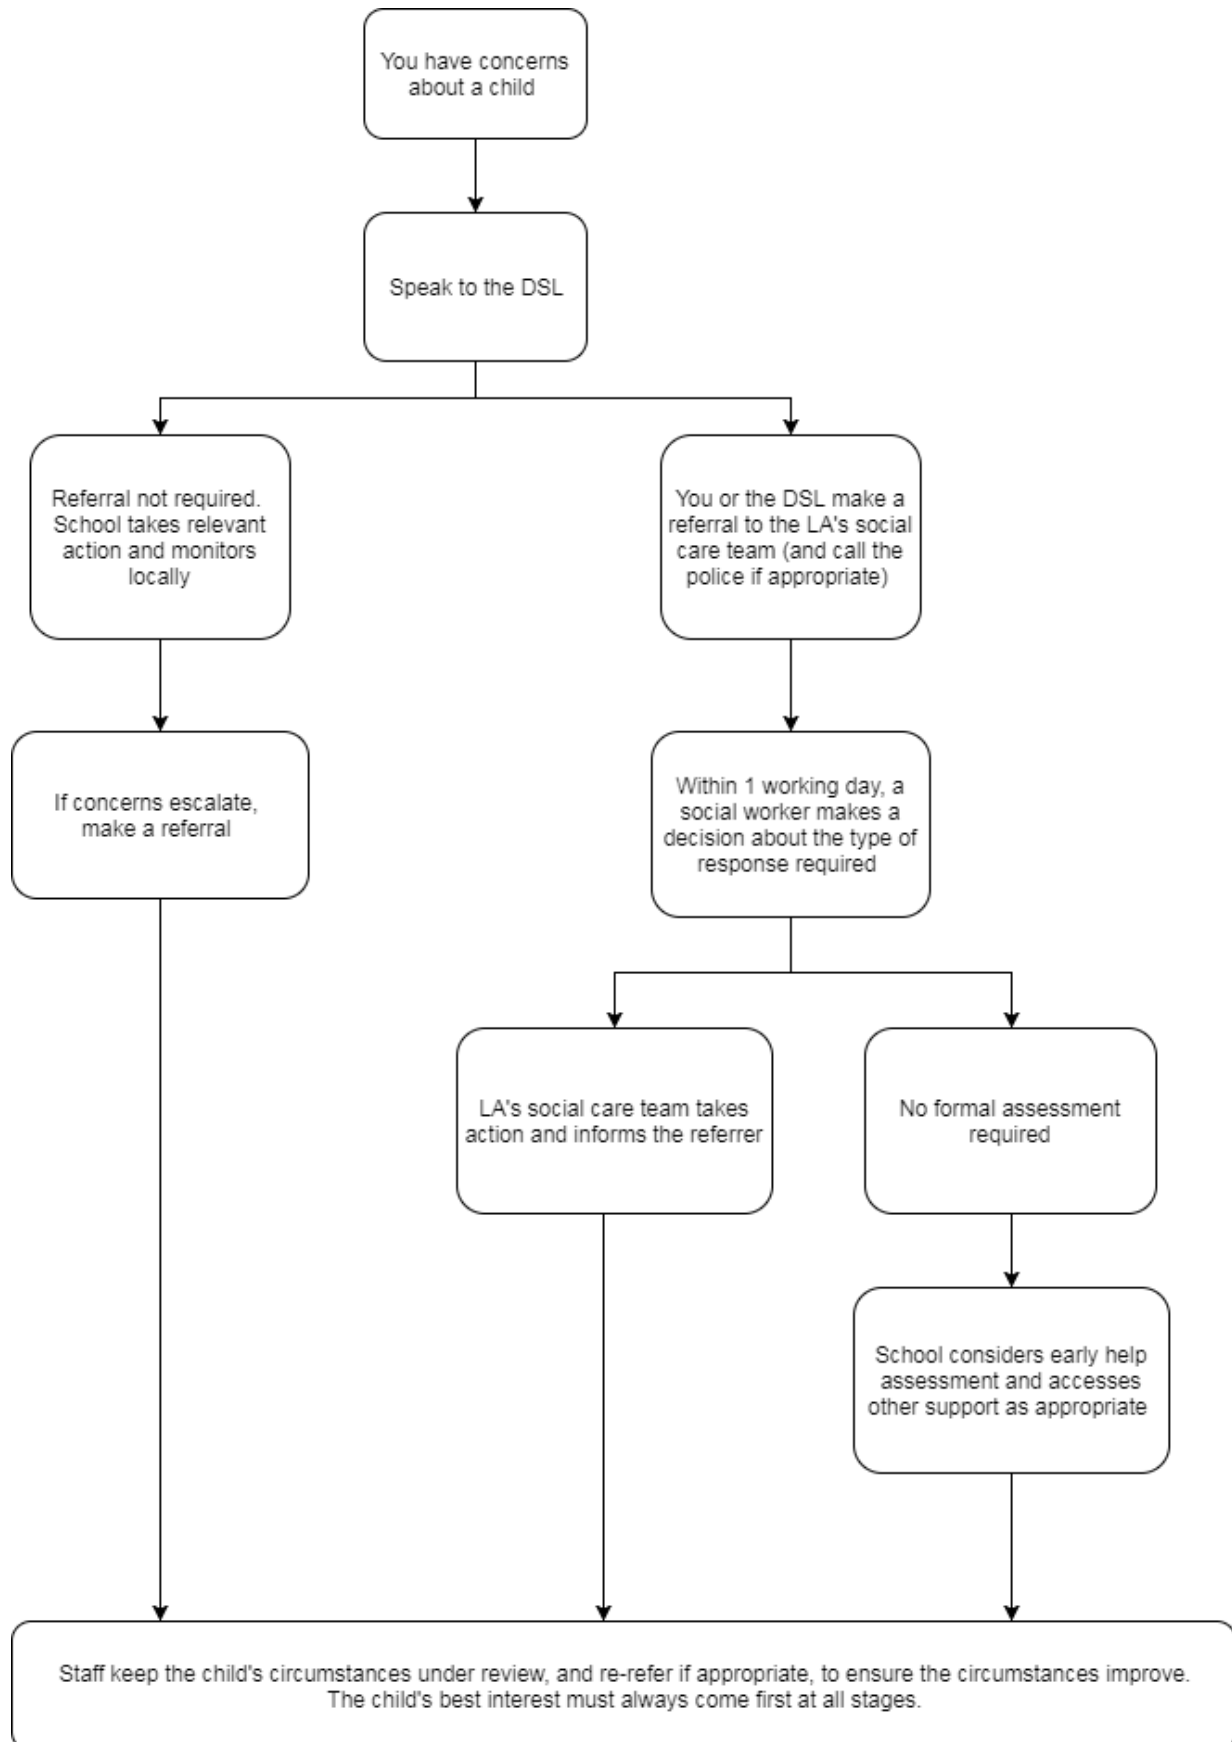 You have concerns
about a child
Speak to the DSL
Referral not required.
School takes relevant
action and monitors
locally
You or the DSL make a
referral to the LA's social
care team (and call the
police if appropriate)
If concerns escalate,
make a referral
Within 1 working day, a
social worker makes a
decision about the type of
response required
LA's social care team takes
action and informs the referrer
No formal assessment
required
School considers early help
assessment and accesses
other support as appropriate
Staff keep the child's circumstances under review, and re-refer if appropriate, to ensure the circumstances improve.
The child's best interest must always come first at all stages.